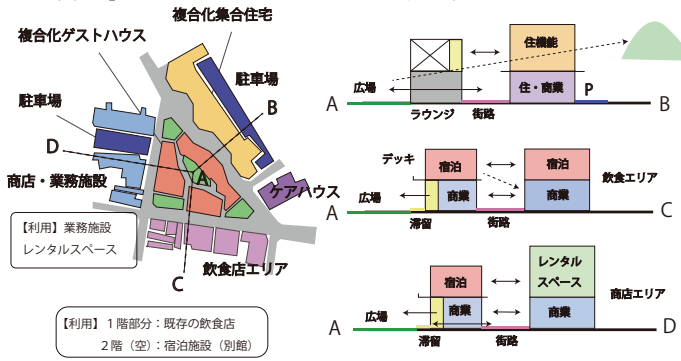 複合化集合住宅
複合化ゲストハウス
駐車場
駐車場
B
D
A
商店・業務施設
ケアハウス
【利用】業務施設
レンタルスペース
C
飲食店エリア
【利用】1階部分：既存の飲食店
2階（空）：宿泊施設（別館）
住機能
広場
住・商業
P
A
ラウンジ
街路
B
デッキ
宿泊
宿泊
飲食エリア
広場
商業
商業
A
滞留
街路
C
レンタル
スペース
宿泊
商店エリア
広場
商業
商業
A
滞留
街路
D